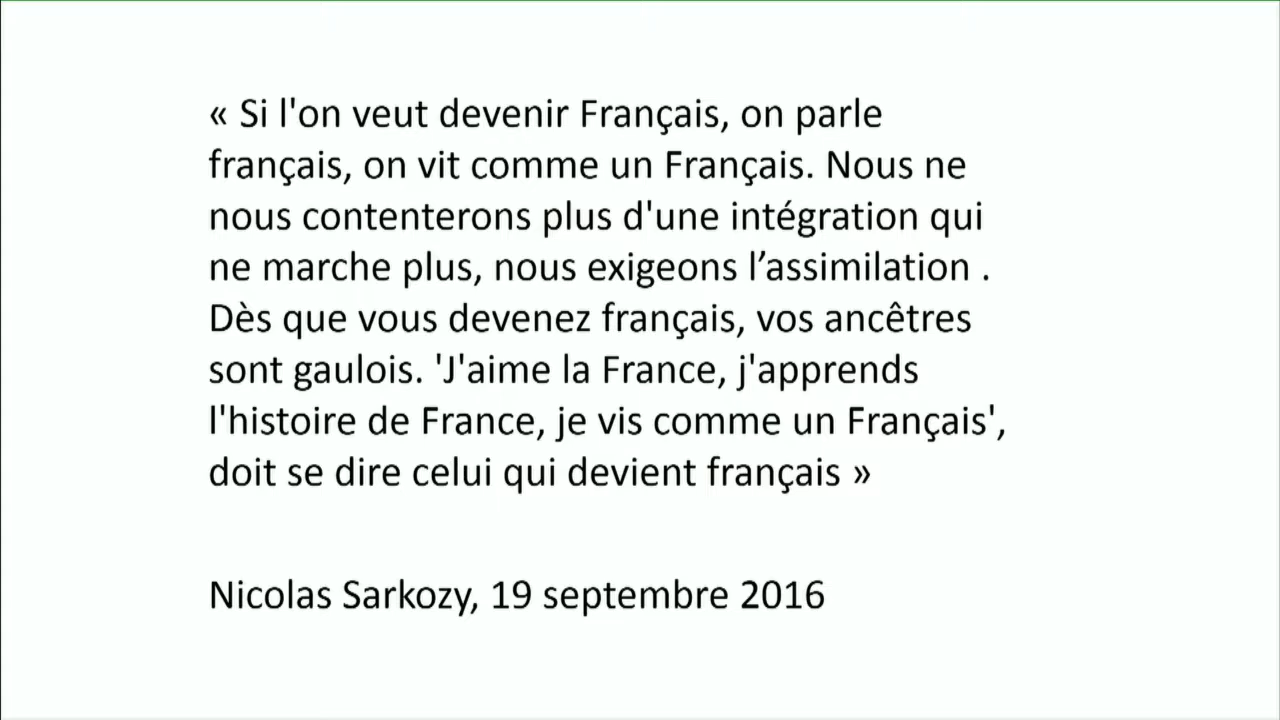 « Si l'on veut devenir Français, on parle
français, on vit comme un Français. Nous ne
nous contenterons plus d'une intégration qui
ne marche plus, nous exigeons l’assimilation .
Dès que vous devenez français, vos ancêtres
sont gaulois. 'J'aime la France, j'apprends
l'histoire de France, je vis comme un Français',
doit se dire celui qui devient français »
Nicolas Sarkozy, 19 septembre 2016